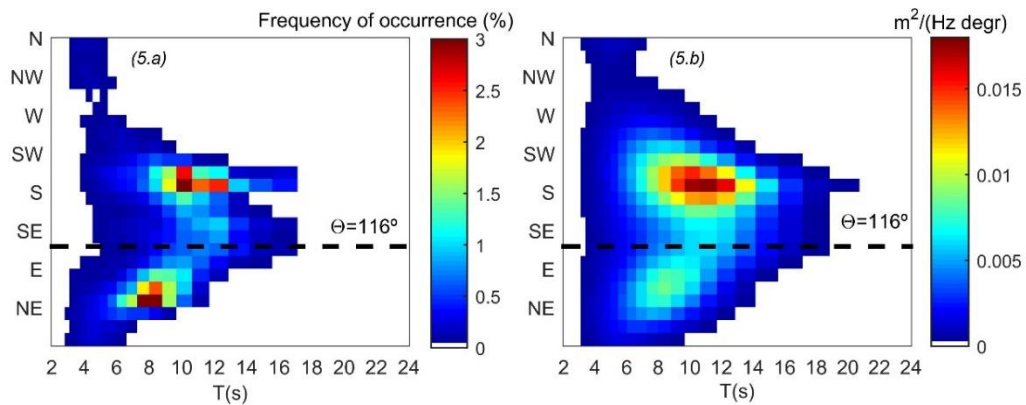 Frequency of occurrence (%)
(5.a)
N
NW
W
SW
S
SE
E
NE
Θ=116º
2 4 6 8 10 12 14 16 18 20 22 24
T(s)
3
2.5
2
1.5
1
0.5
0
m²/(Hz degr)
(5.b)
N
NW
W
SW
S
SE
E
NE
Θ=116º
2 4 6 8 10 12 14 16 18 20 22 24
T(s)
0.015
0.01
0.005
0